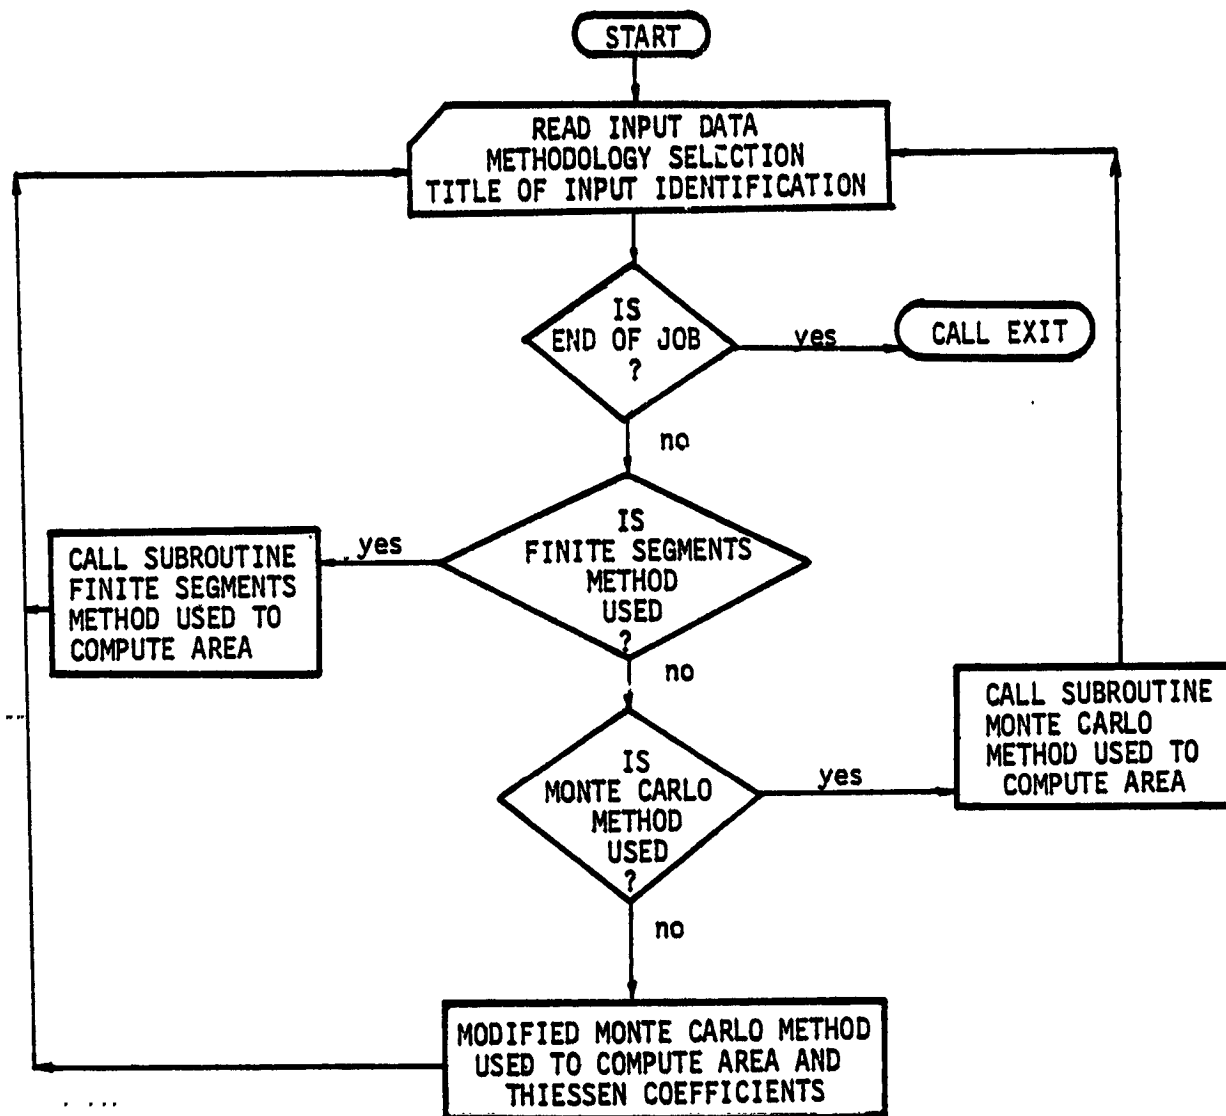 START
READ INPUT DATA
METHODOLOGY SELECTION
TITLE OF INPUT IDENTIFICATION
IS
END OF JOB
?
yes
CALL EXIT
no
IS
FINITE SEGMENTS
METHOD
USED
?
yes
CALL SUBROUTINE
FINITE SEGMENTS
METHOD USED TO
COMPUTE AREA
no
IS
MONTE CARLO
METHOD
USED
?
yes
CALL SUBROUTINE
MONTE CARLO
METHOD USED TO
COMPUTE AREA
no
MODIFIED MONTE CARLO METHOD
USED TO COMPUTE AREA AND
THIESSEN COEFFICIENTS